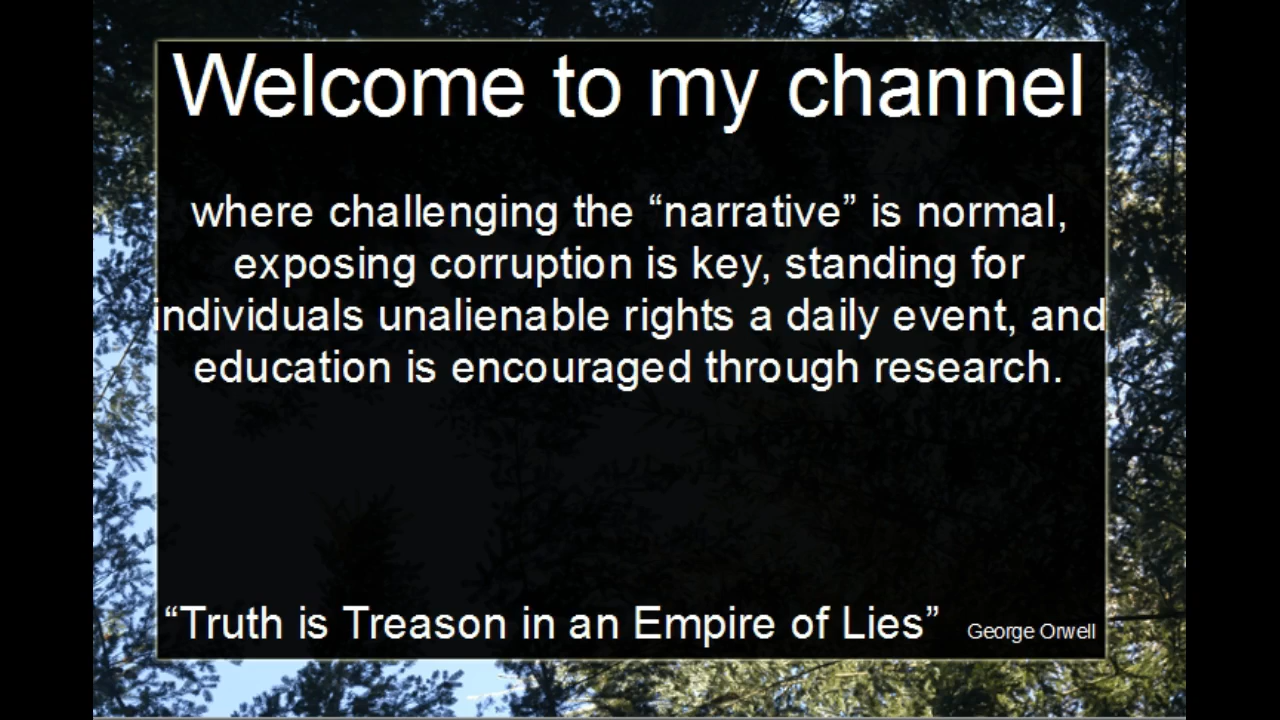 Welcome to my channel
where challenging the “narrative” is normal,
exposing corruption is key, standing for
individuals unalienable rights a daily event, and
education is encouraged through research.
“Truth is Treason in an Empire of Lies” George Orwell